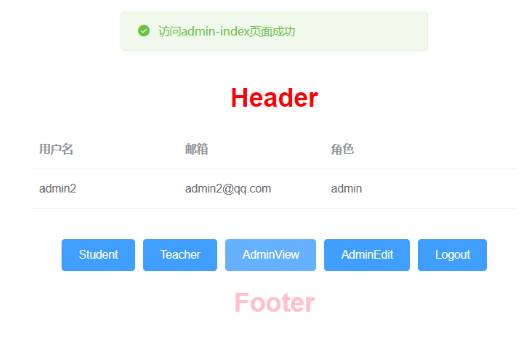 访问admin-index页面成功
Header
用户名 邮箱 角色
admin2 admin2@qq.com admin
Student Teacher AdminView AdminEdit Logout
Footer